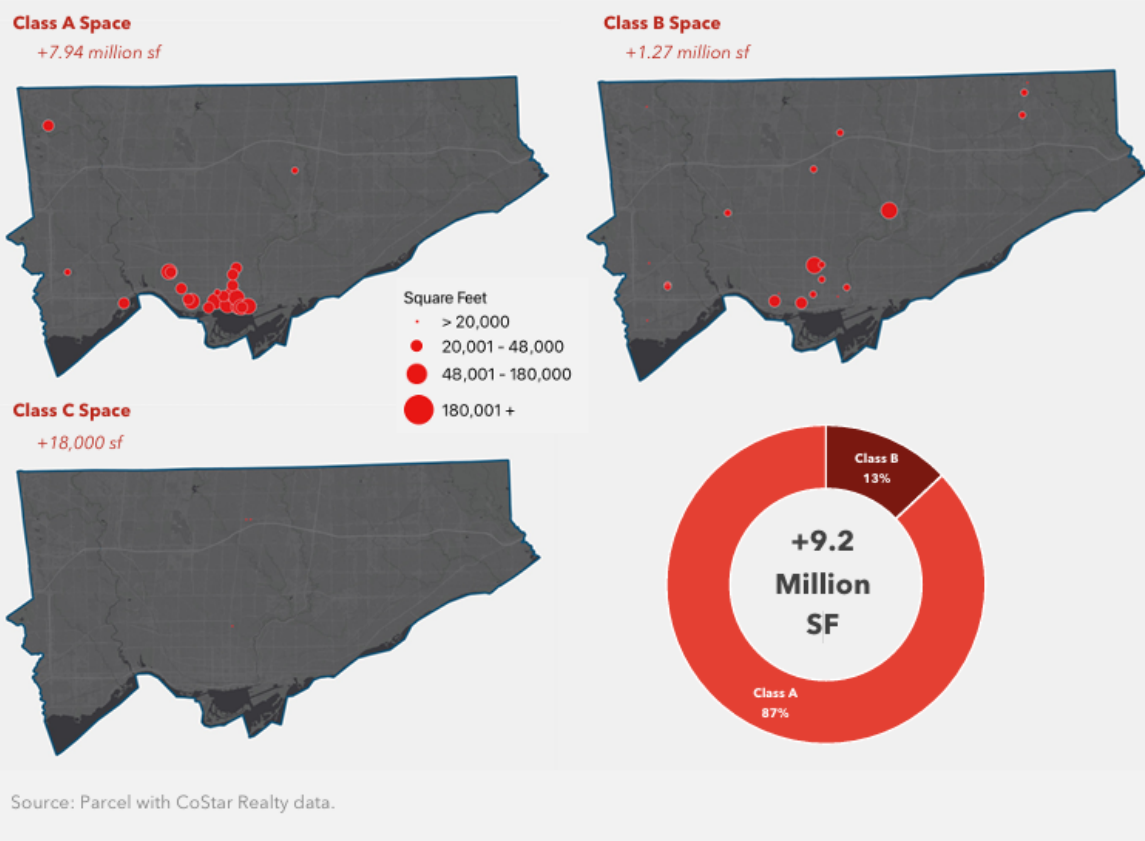 Class A Space
+7.94 million sf
Class B Space
+1.27 million sf
Square Feet
> 20,000
20,001 - 48,000
48,001 - 180,000
180,001 +
Class C Space
+18,000 sf
Class B
13%
+9.2
Million
SF
Class A
87%
Source: Parcel with CoStar Realty data.